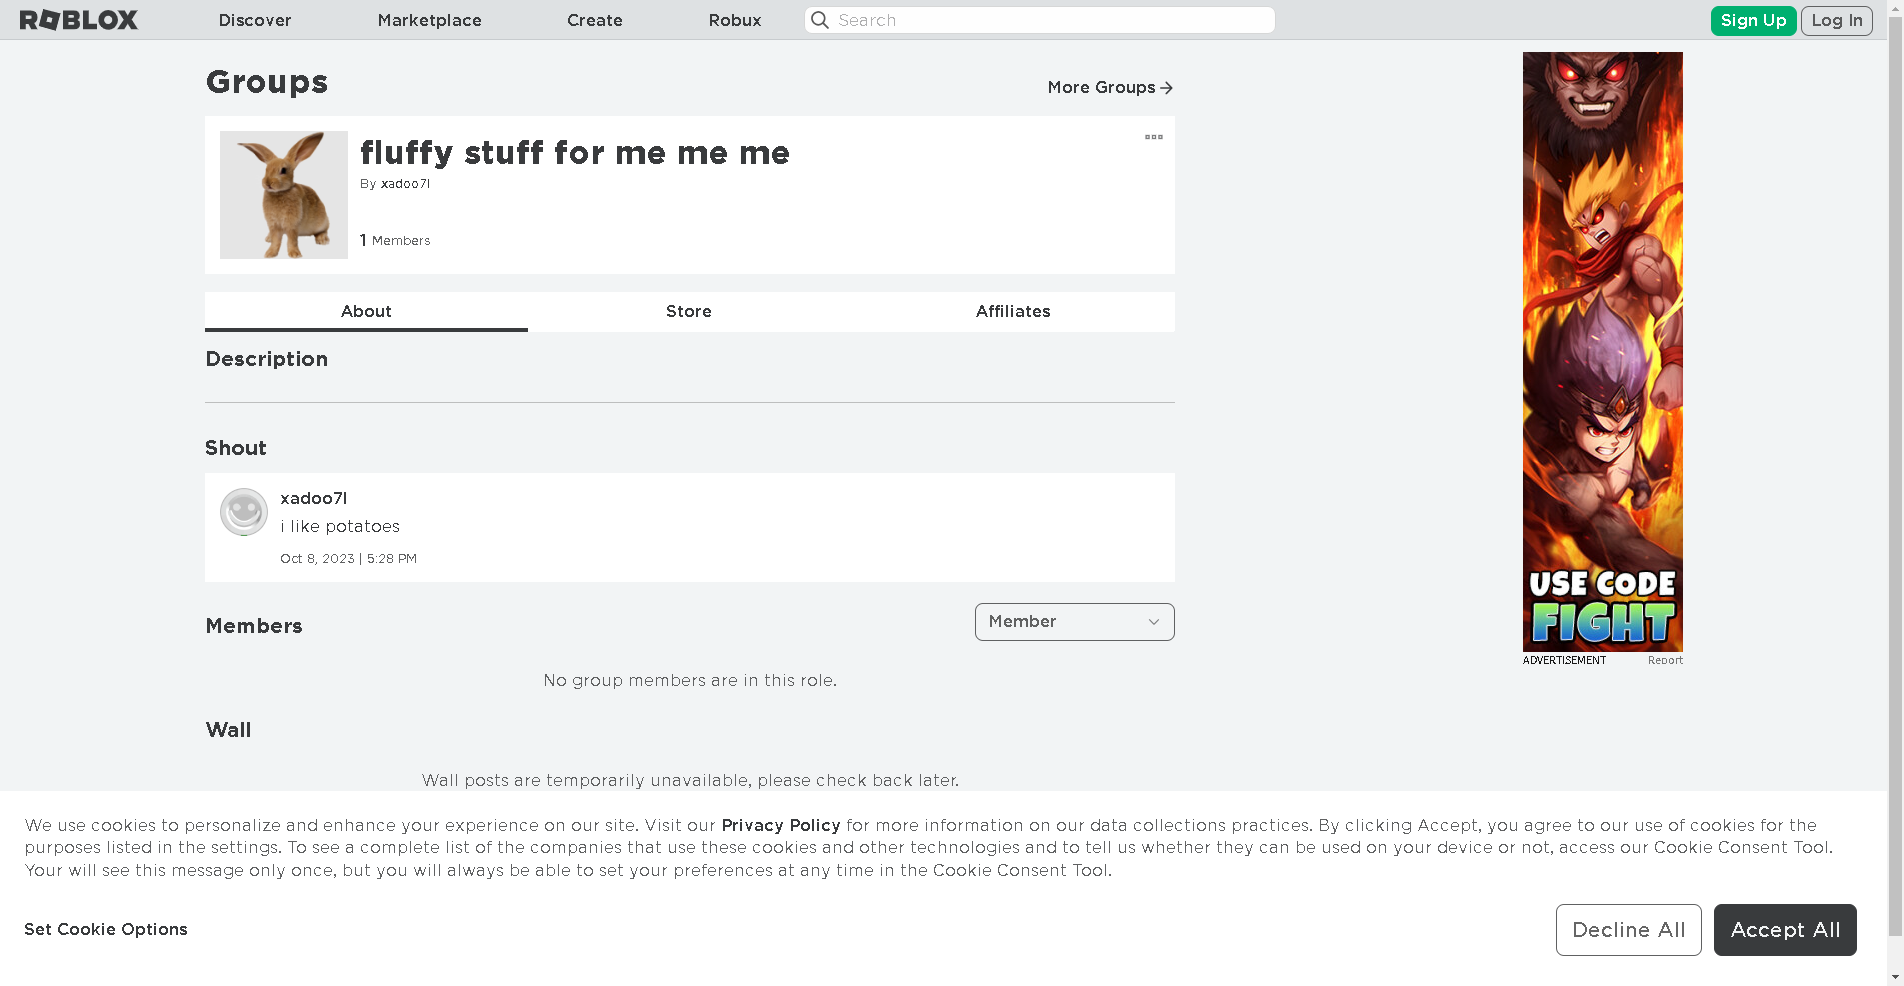 ROBLOX Discover Marketplace Create Robux Search Sign Up Log In
Groups
More Groups
fluffy stuff for me me me
By xadoo7l
1 Members
About Store Affiliates
Description
Shout
xadoo7l
i like potatoes
Oct 8, 2023 | 5:28 PM
Members
Member
No group members are in this role.
Wall
Wall posts are temporarily unavailable, please check back later.
USE CODE
FIGHT
ADVERTISEMENT Report
We use cookies to personalize and enhance your experience on our site. Visit our Privacy Policy for more information on our data collections practices. By clicking Accept, you agree to our use of cookies for the
purposes listed in the settings. To see a complete list of the companies that use these cookies and other technologies and to tell us whether they can be used on your device or not, access our Cookie Consent Tool.
Your will see this message only once, but you will always be able to set your preferences at any time in the Cookie Consent Tool.
Set Cookie Options
Decline All
Accept All